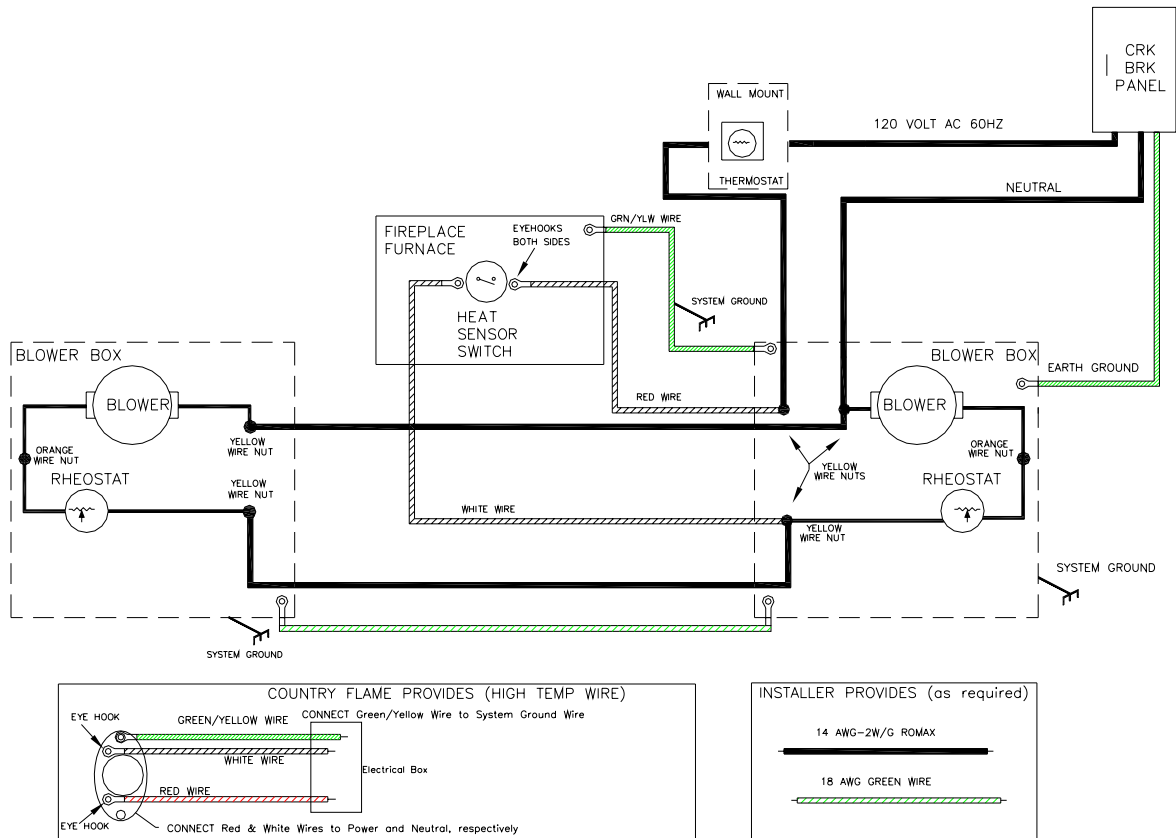 CRK
BRK
PANEL
WALL MOUNT
120 VOLT AC 60HZ
THERMOSTAT
NEUTRAL
FIREPLACE
FURNACE
EYEHOOKS
BOTH SIDES
GRN/YLW WIRE
SYSTEM GROUND
HEAT
SENSOR
SWITCH
BLOWER BOX
BLOWER BOX
EARTH GROUND
BLOWER
RED WIRE
BLOWER
ORANGE
WIRE NUT
YELLOW
WIRE NUT
YELLOW
WIRE NUTS
ORANGE
WIRE NUT
RHEOSTAT
YELLOW
WIRE NUT
RHEOSTAT
WHITE WIRE
YELLOW
WIRE NUT
SYSTEM GROUND
SYSTEM GROUND
COUNTRY FLAME PROVIDES (HIGH TEMP WIRE)
EYE HOOK
GREEN/YELLOW WIRE
CONNECT Green/Yellow Wire to System Ground Wire
WHITE WIRE
Electrical Box
RED WIRE
EYE HOOK
CONNECT Red & White Wires to Power and Neutral, respectively
INSTALLER PROVIDES (as required)
14 AWG-2W/G ROMAX
18 AWG GREEN WIRE